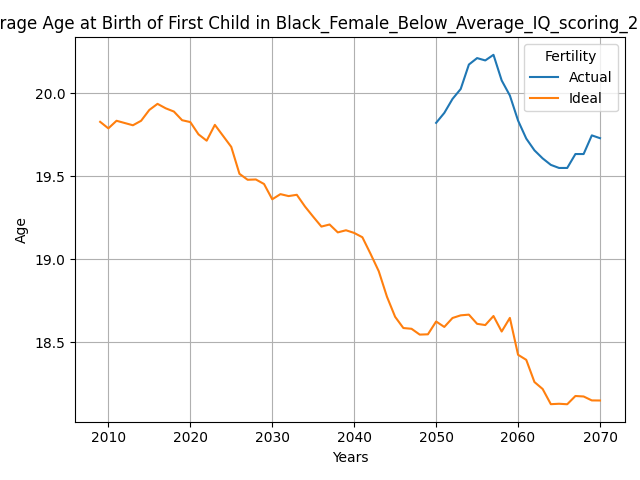 rage Age at Birth of First Child in Black_Female_Below_Average_IQ_scoring_2
Fertility
Actual
Ideal
20.0
19.5
19.0
18.5
Age
2010 2020 2030 2040 2050 2060 2070
Years